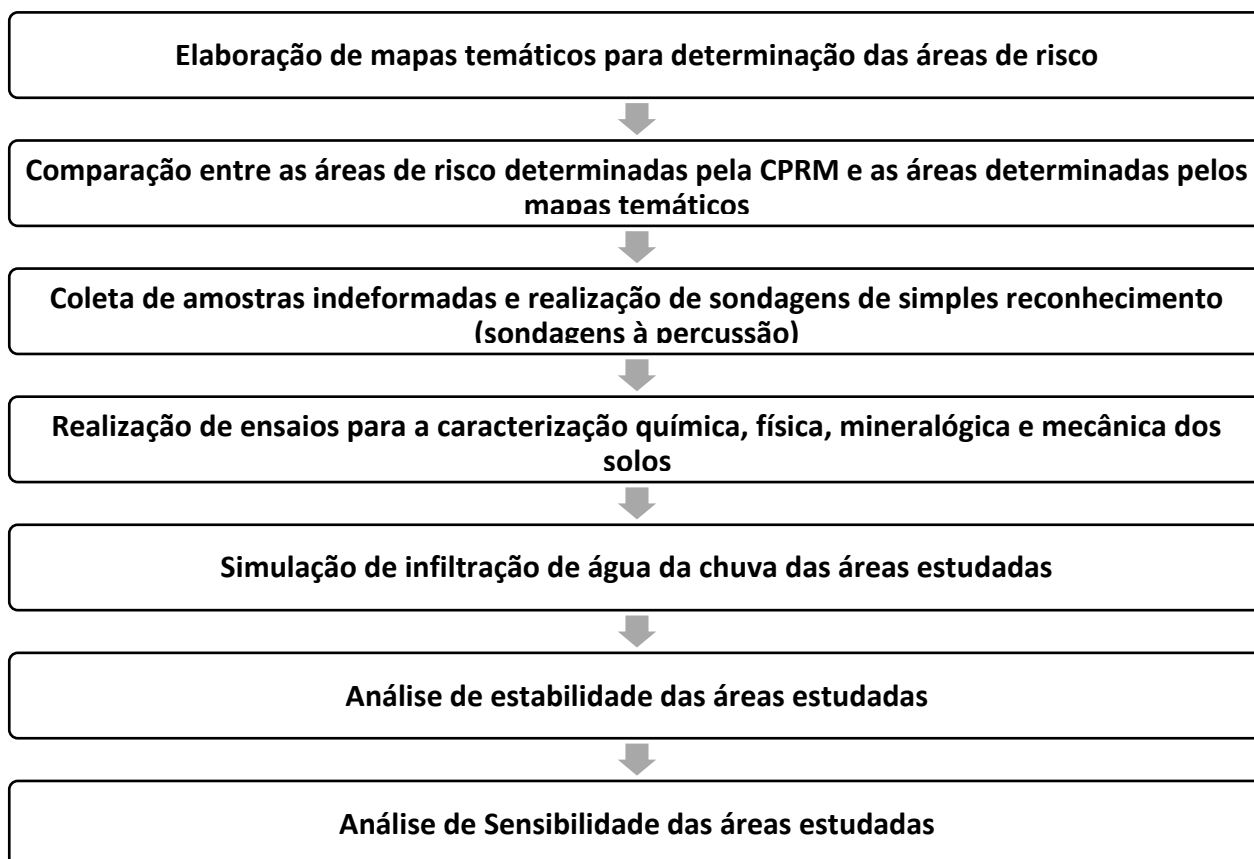 Elaboração de mapas temáticos para determinação das áreas de risco
Comparação entre as áreas de risco determinadas pela CPRM e as áreas determinadas pelos
mapas temáticos
Coleta de amostras indeformadas e realização de sondagens de simples reconhecimento
(sondagens à percussão)
Realização de ensaios para a caracterização química, física, mineralógica e mecânica dos
solos
Simulação de infiltração de água da chuva das áreas estudadas
Análise de estabilidade das áreas estudadas
Análise de Sensibilidade das áreas estudadas